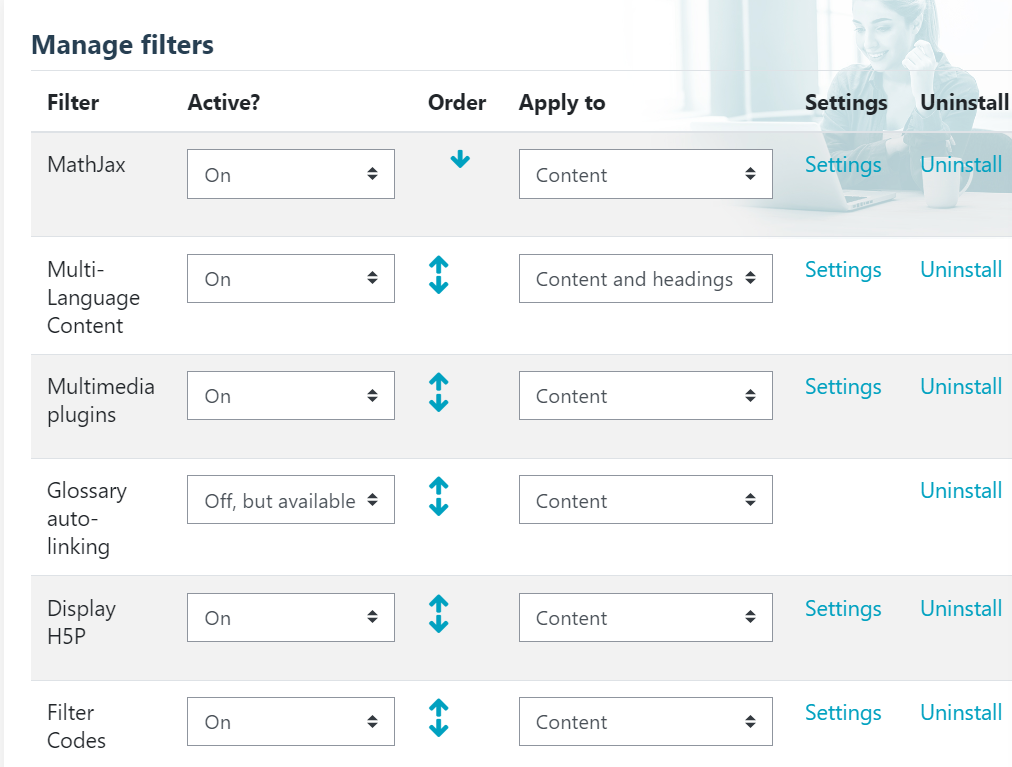 Manage filters
Filter Active? Order Apply to Settings Uninstall
MathJax On Content Settings Uninstall
Multi-
Language
Content On Content and headings Settings Uninstall
Multimedia
plugins On Content Settings Uninstall
Glossary
auto-
linking Off, but available Content Uninstall
Display
H5P On Content Settings Uninstall
Filter
Codes On Content Settings Uninstall